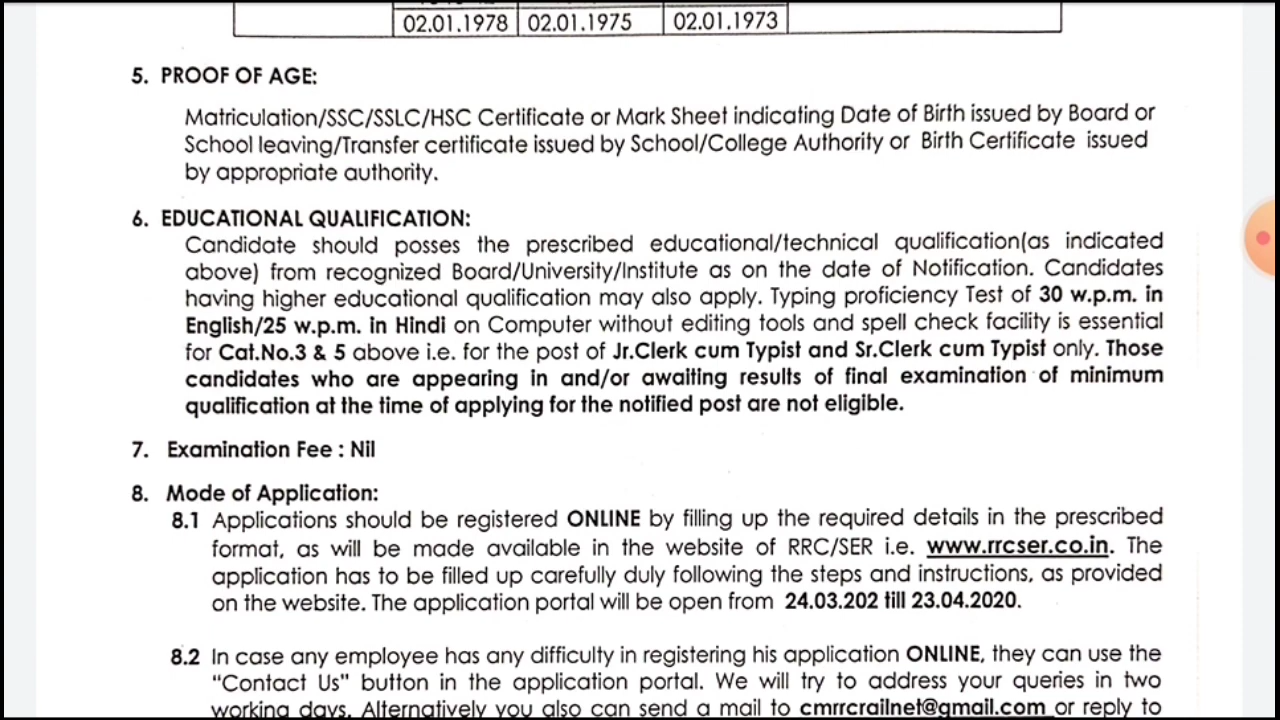 02.01.1978 02.01.1975 02.01.1973
5. PROOF OF AGE:
Matriculation/SSC/SSLC/HSC Certificate or Mark Sheet indicating Date of Birth issued by Board or
School leaving/Transfer certificate issued by School/College Authority or Birth Certificate issued
by appropriate authority.
6. EDUCATIONAL QUALIFICATION:
Candidate should posses the prescribed educational/technical qualification(as indicated
above) from recognized Board/University/Institute as on the date of Notification. Candidates
having higher educational qualification may also apply. Typing proficiency Test of 30 w.p.m. in
English/25 w.p.m. in Hindi on Computer without editing tools and spell check facility is essential
for Cat.No.3 & 5 above i.e. for the post of Jr.Clerk cum Typist and Sr.Clerk cum Typist only. Those
candidates who are appearing in and/or awaiting results of final examination of minimum
qualification at the time of applying for the notified post are not eligible.
7. Examination Fee : Nil
8. Mode of Application:
8.1 Applications should be registered ONLINE by filling up the required details in the prescribed
format, as will be made available in the website of RRC/SER i.e. www.rrcser.co.in. The
application has to be filled up carefully duly following the steps and instructions, as provided
on the website. The application portal will be open from 24.03.202 till 23.04.2020.
8.2 In case any employee has any difficulty in registering his application ONLINE, they can use the
"Contact Us" button in the application portal. We will try to address your queries in two
working days. Alternatively you also can send a mail to cmrrcrailnet@gmail.com or reply to